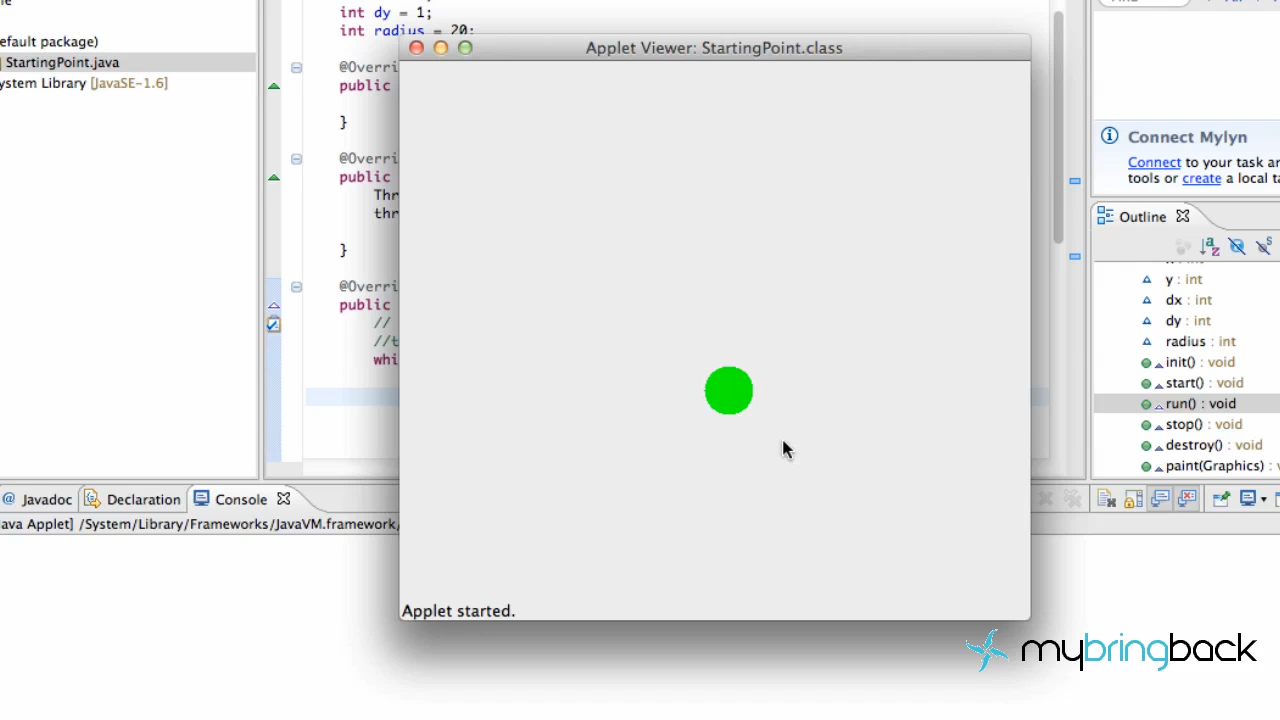 efault package)
StartingPoint.java
ystem Library [JavaSE-1.6]
int dy = 1;
int radius = 20;
@Overri
public
}
@Overri
public
Thr
thr
}
@Overri
public
//
//t
whi
Applet Viewer: StartingPoint.class
Applet started.
Connect Mylyn
Connect to your task ar
tools or create a local ta
Outline
y : int
dx : int
dy : int
radius : int
init() : void
start() : void
run() : void
stop() : void
destroy() : void
paint(Graphics) : v
@ Javadoc
Declaration
Console
ava Applet] /System/Library/Frameworks/JavaVM.framework/
mybringback